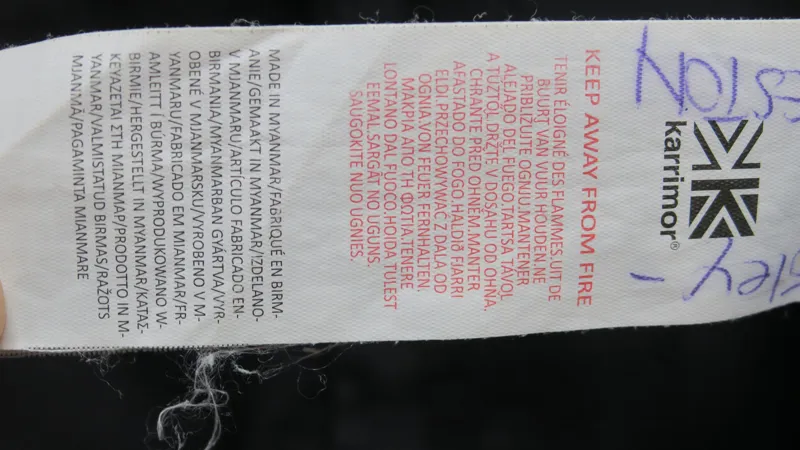 karrimor®
KEEP AWAY FROM FIRE
TENIR ÉLOIGNÉ DES FLAMMES.UIT DE
BUURT VAN VUUR HOUDEN.NE
PRIBLIŽUJTE OGNJU.MANTENER
ALEJADO DEL FUEGO.TARTSA TÁVOL
A TŰZTŐL.DRŽTE V DOSAHU OD OHŇA.
CHRAŇTE PŘED OHNĚM.MANTER
AFASTADO DO FOGO.HALDIÐ FJARRI
ELDI.PRZECHOWYWAĆ Z DALA OD
OGNIA.VON FEUER FERNHALTEN.
ΜΑΚΡΙΑ ΑΠΟ ΤΗ ΦΩΤΙΑ.TENERE
LONTANO DAL FUOCO.HOIDA TULEST
EEMAL.SARGĀT NO UGUNS.
SAUGOKITE NUO UGNIES.
MADE IN MYANMAR/FABRIQUÉ EN BIRM-
ANIE/GEMAAKT IN MYANMAR/IZDELANO
V MJANMARU/ARTÍCULO FABRICADO EN-
BIRMANIA/MYANMARBAN GYÁRTVA/VYR-
OBENÉ V MJANMARSKU/VYROBENO V M-
YANMARU/FABRICADO EM MIANMAR/FR-
AMLEITT Í BÚRMA/WYPRODUKOWANO W-
BIRMIE/HERGESTELLT IN MYANMAR/ΚΑΤΑΣ-
ΚΕΥΑΖΕΤΑΙ ΣΤΗ ΜΙΑΝΜΑΡ/PRODOTTO IN M-
YANMAR/VALMISTATUD BIRMAS/RAŽOTS
MJANMĀ/PAGAMINTA MIANMARE